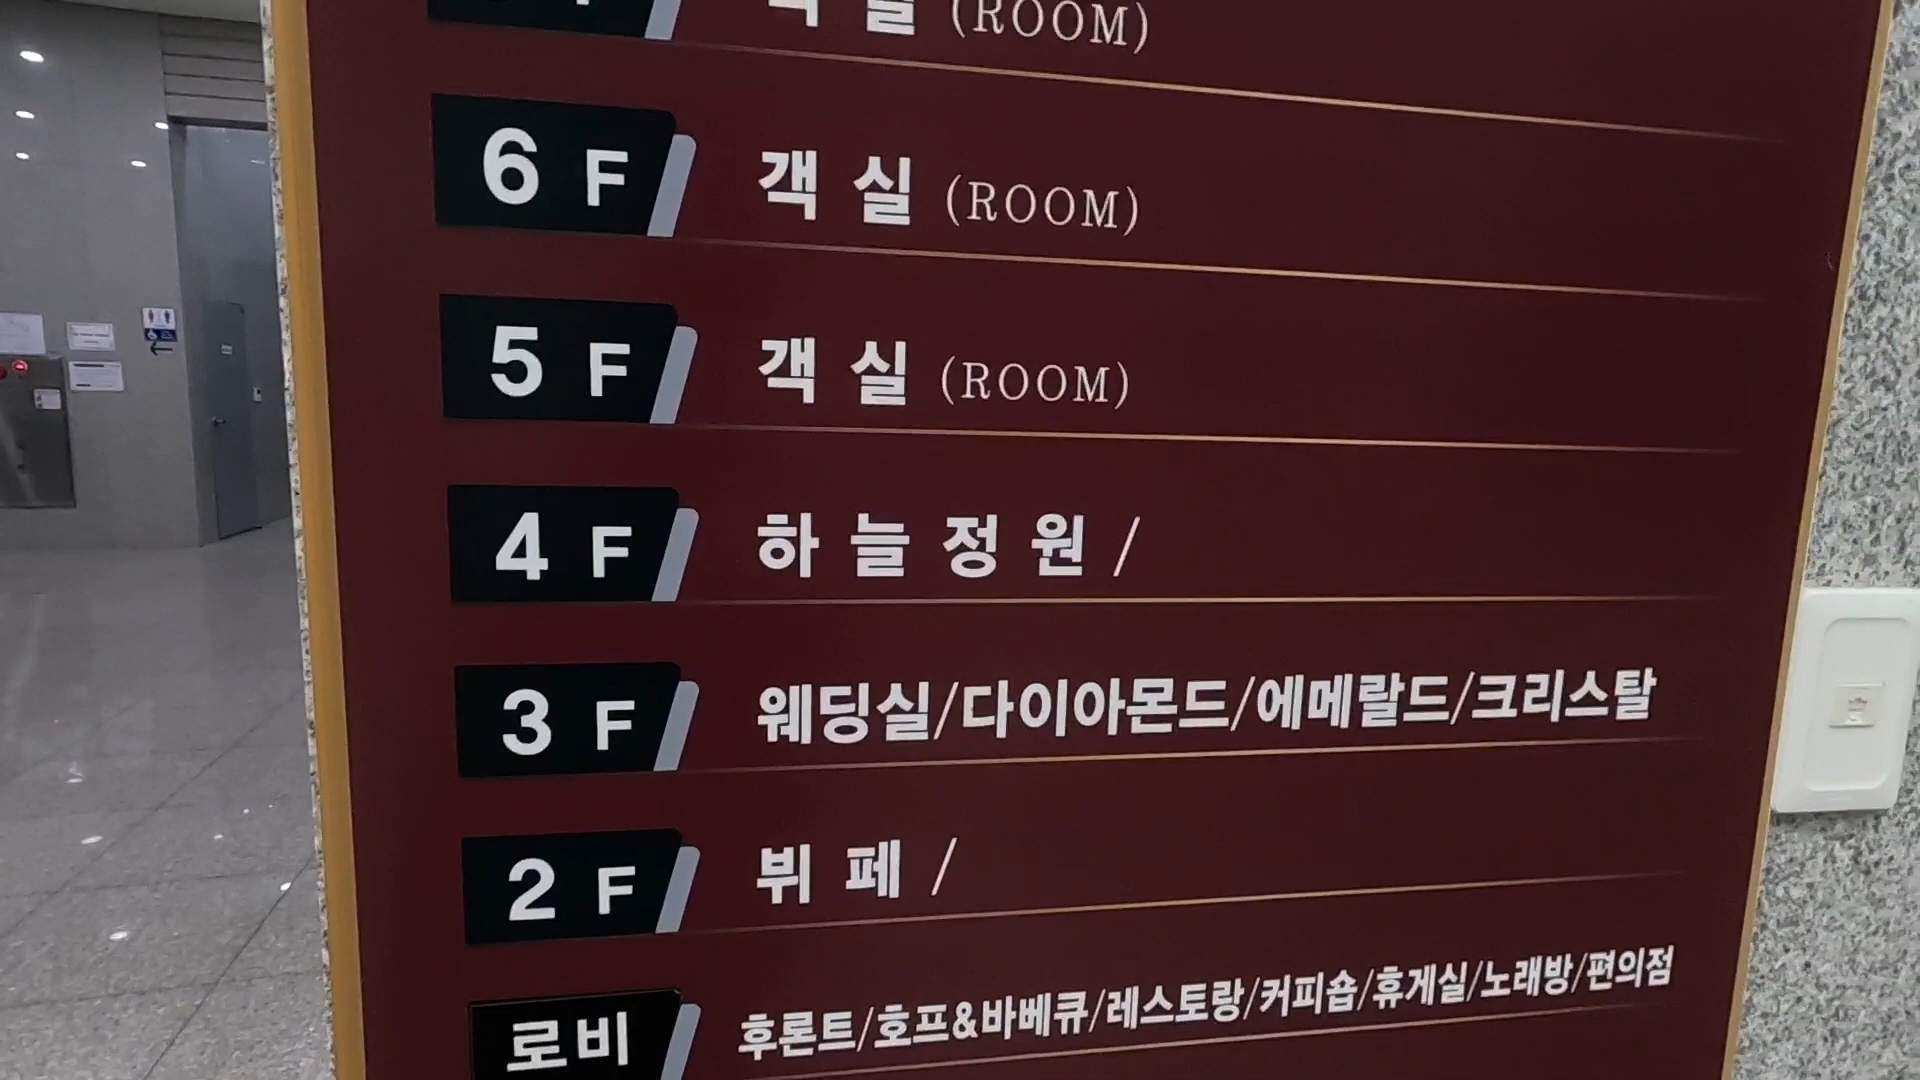 객실 (ROOM)
6 F 객실 (ROOM)
5 F 객실 (ROOM)
4 F 하늘정원 /
3 F 웨딩실/다이아몬드/에메랄드/크리스탈
2 F 뷔페 /
로비 후론트/호프&바베큐/레스토랑/커피숍/휴게실/노래방/편의점